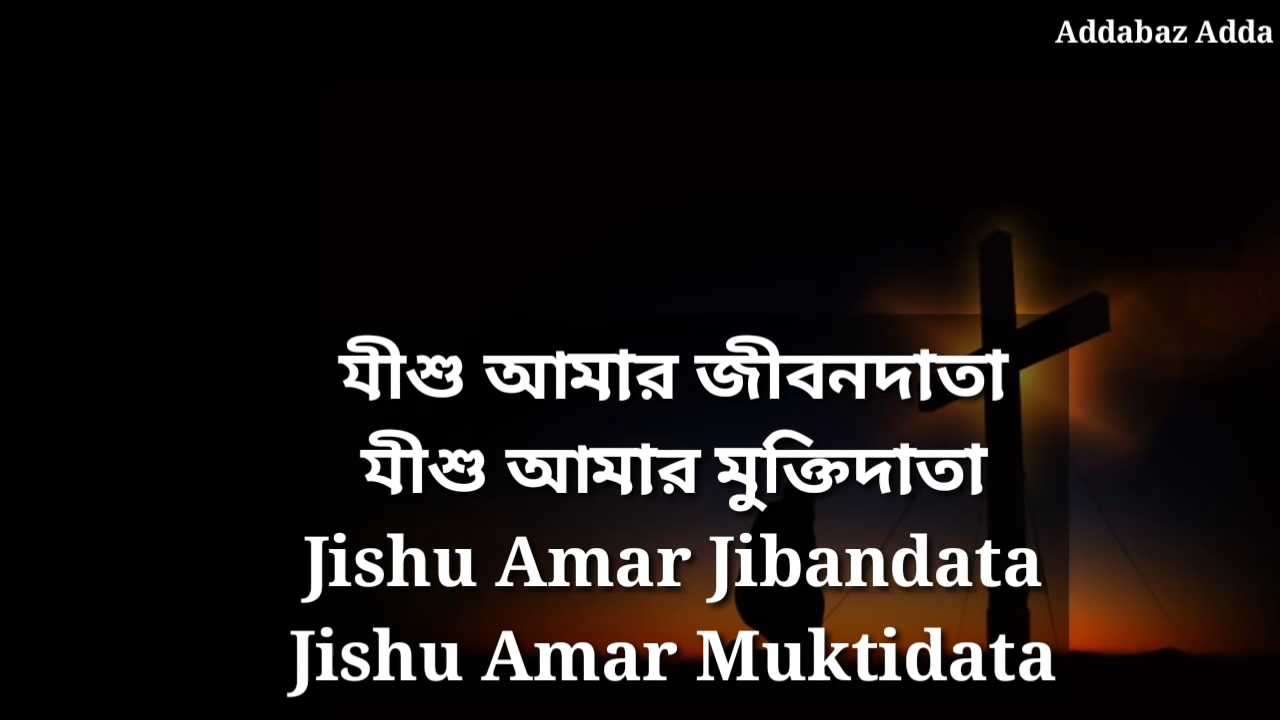 Addabaz Adda
যীশু আমার জীবনদাতা
যীশু আমার মুক্তিদাতা
Jishu Amar Jibandata
Jishu Amar Muktidata